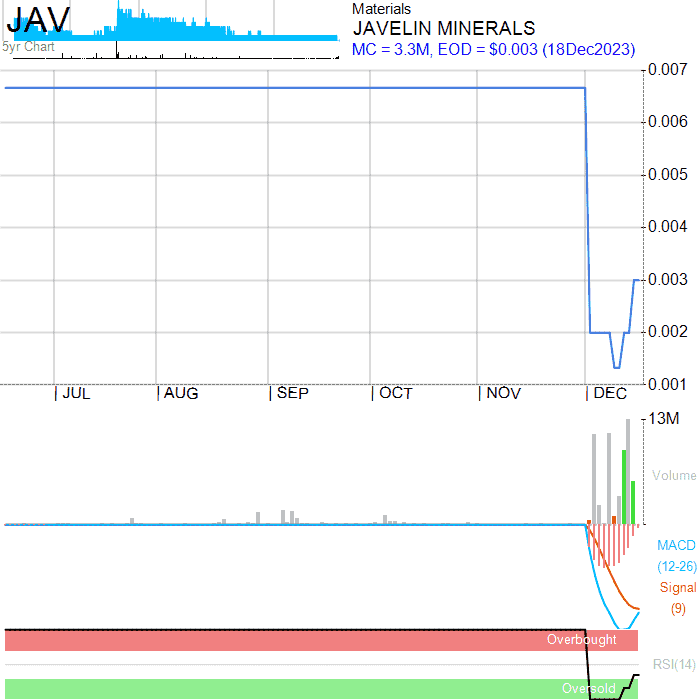 JAV
5yr Chart
Materials
JAVELIN MINERALS
MC = 3.3M, EOD = $0.003 (18Dec2023)
0.007
0.006
0.005
0.004
0.003
0.002
0.001
JUL AUG SEP OCT NOV DEC
13M
Volume
MACD
(12-26)
Signal
(9)
Overbought
RSI(14)
Oversold